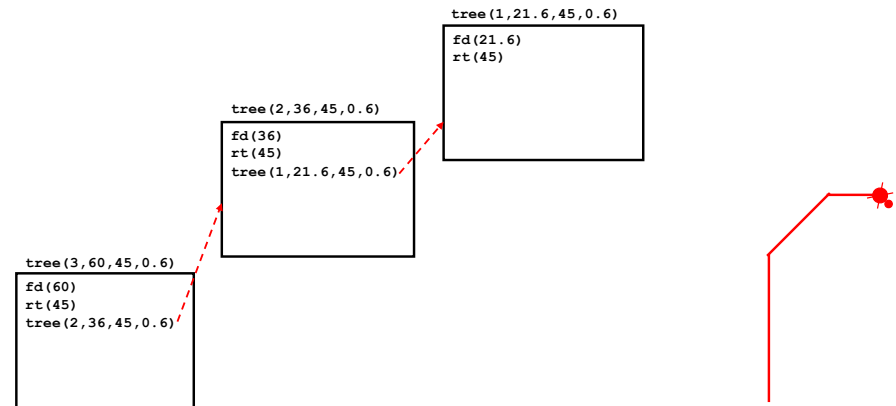 tree(1,21.6,45,0.6)
fd(21.6)
rt(45)
tree(2,36,45,0.6)
fd(36)
rt(45)
tree(1,21.6,45,0.6)
tree(3,60,45,0.6)
fd(60)
rt(45)
tree(2,36,45,0.6)